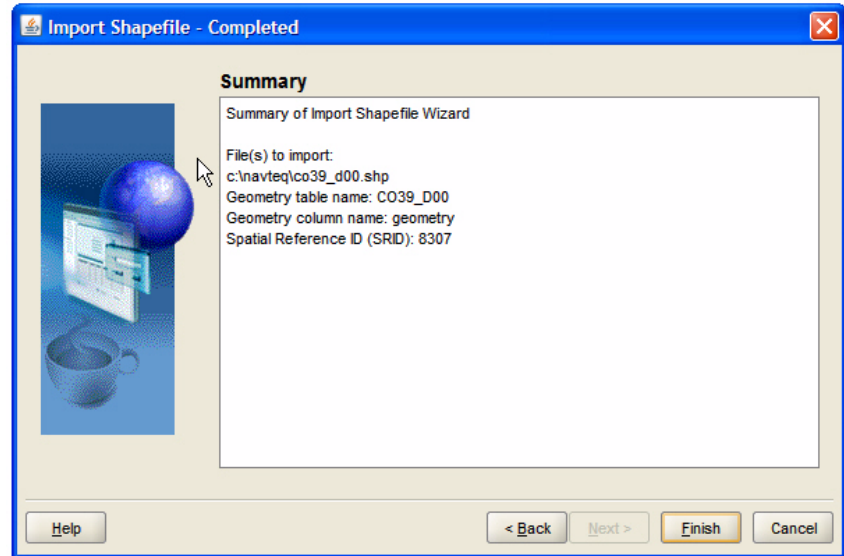 Import Shapefile - Completed
Summary
Summary of Import Shapefile Wizard
File(s) to import:
c:\navteq\co39_d00.shp
Geometry table name: CO39_D00
Geometry column name: geometry
Spatial Reference ID (SRID): 8307
Help
< Back
Next >
Finish
Cancel